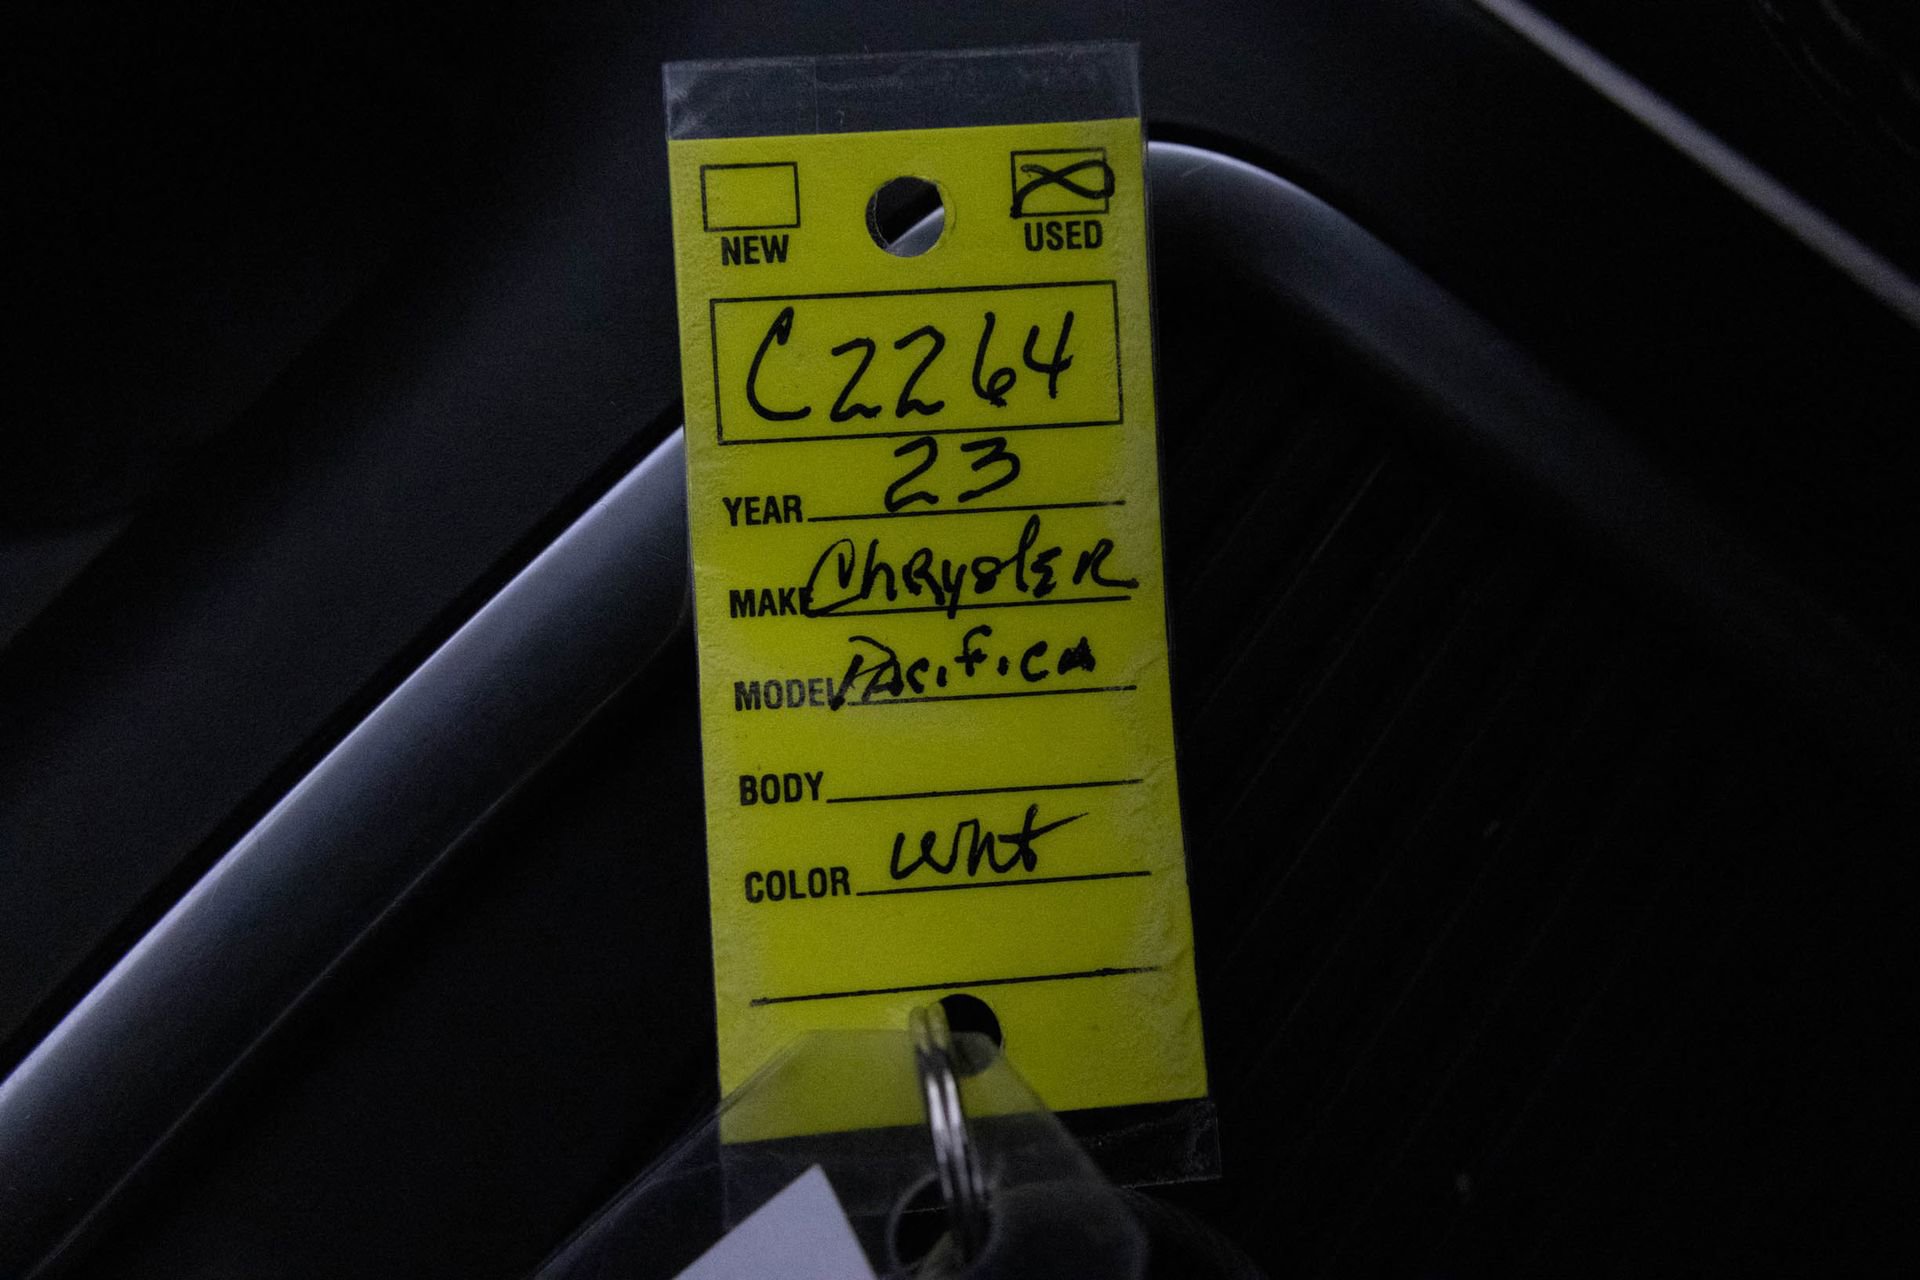 NEW USED
C2264
YEAR 23
MAKE ChRysleR
MODEL Pacifica
BODY
COLOR wht